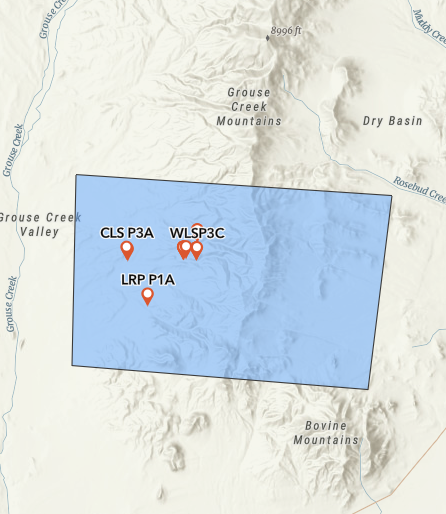 Grouse Creek
8996 ft
Muddy Creek
Grouse
Creek
Mountains
Dry Basin
Grouse Creek
Rosebud Creek
Grouse Creek
Valley
CLS P3A
WLSP3C
LRP P1A
Grouse Creek
Bovine
Mountains